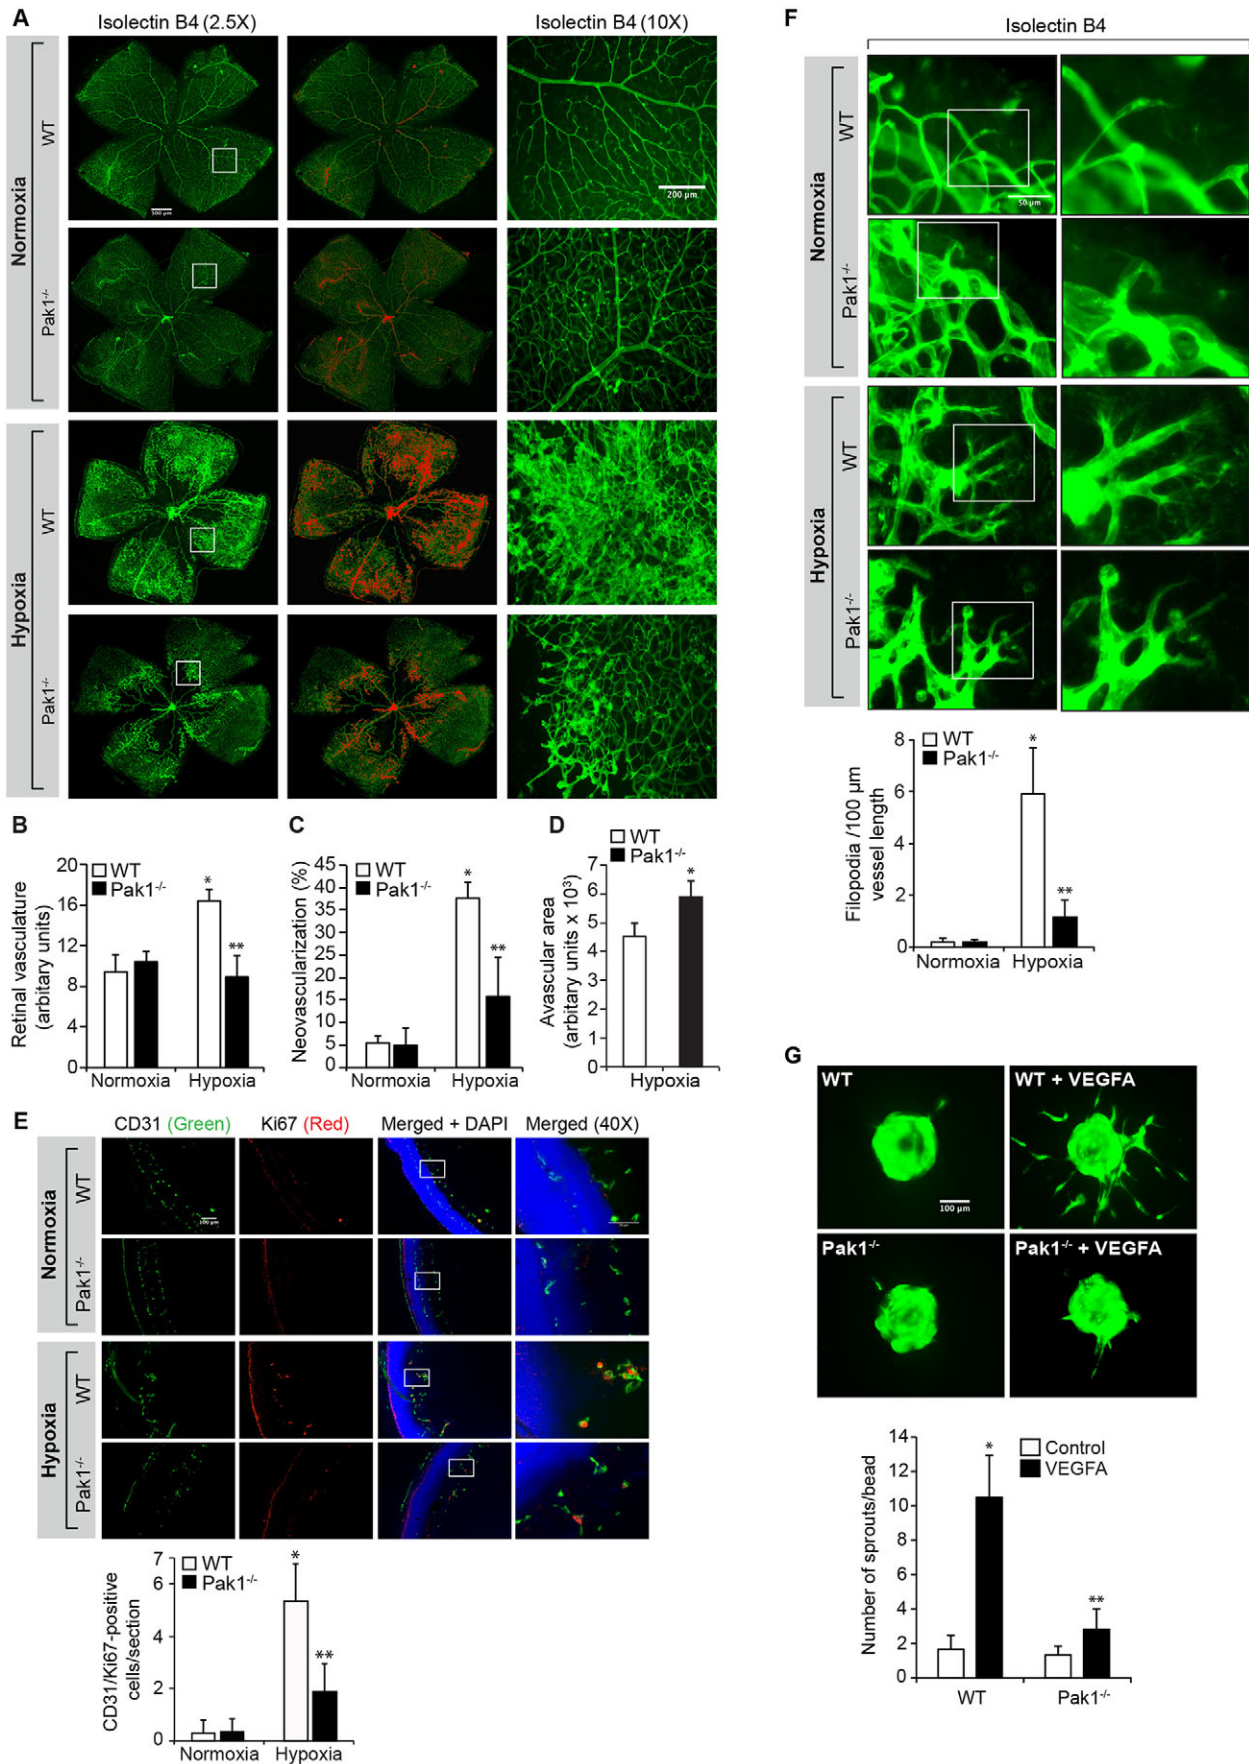 A
Isolectin B4 (2.5X)
Isolectin B4 (10X)
Normoxia
WT
500 µm
200 µm
Pak1-/-
Hypoxia
WT
Pak1-/-
B
Retinal vasculature
(arbitary units)
20
16
12
8
4
0
WT
Pak1-/-
*
**
Normoxia
Hypoxia
C
Neovascularization (%)
45
40
35
30
25
20
15
10
5
0
WT
Pak1-/-
*
**
Normoxia
Hypoxia
D
Avascular area
(arbitary units x 10³)
7
6
5
4
3
2
1
0
WT
Pak1-/-
*
Hypoxia
E
CD31 (Green)
Ki67 (Red)
Merged + DAPI
Merged (40X)
Normoxia
WT
100 µm
Pak1-/-
Hypoxia
WT
Pak1-/-
CD31/Ki67-positive
cells/section
7
6
4
2
0
WT
Pak1-/-
*
**
Normoxia
Hypoxia
F
Isolectin B4
Normoxia
WT
50 µm
Pak1-/-
Hypoxia
WT
Pak1-/-
Filopodia /100 µm
vessel length
8
6
4
2
0
WT
Pak1-/-
*
**
Normoxia
Hypoxia
G
WT
WT + VEGFA
100 µm
Pak1-/-
Pak1-/- + VEGFA
Number of sprouts/bead
14
12
10
8
6
4
2
0
Control
VEGFA
*
**
WT
Pak1-/-